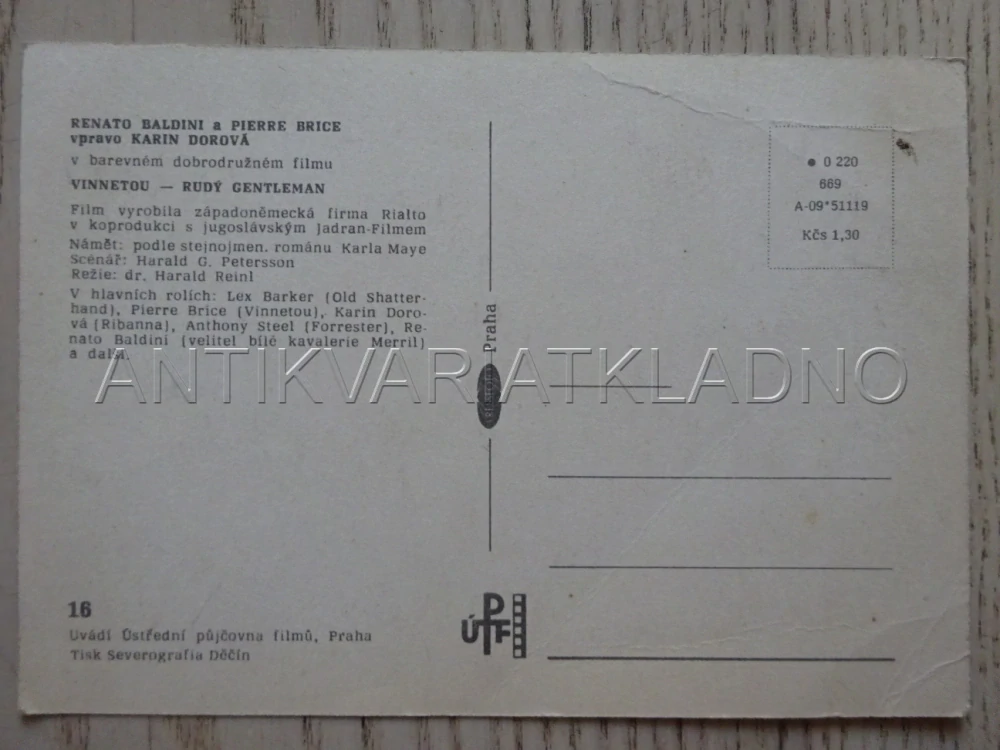 RENATO BALDINI a PIERRE BRICE
vpravo KARIN DOROVÁ
v barevném dobrodružném filmu
VINNETOU — RUDÝ GENTLEMAN
Film vyrobila západoněmecká firma Rialto
v koprodukci s jugoslávským Jadran-Filmem
Námět: podle stejnojmen. románu Karla Maye
Scénář: Harald G. Petersson
Režie: dr. Harald Reinl
V hlavních rolích: Lex Barker (Old Shatter-
hand), Pierre Brice (Vinnetou), Karin Doro-
vá (Ribanna), Anthony Steel (Forrester), Re-
nato Baldini (velitel bílé kavalerie Merril)
a další.
16
Uvádí Ústřední půjčovna filmů, Praha
Tisk Severografia Děčín
Praha
ÚPF
● 0 220
669
A-09*51119
Kčs 1,30
ANTIKVARIATKLADNO